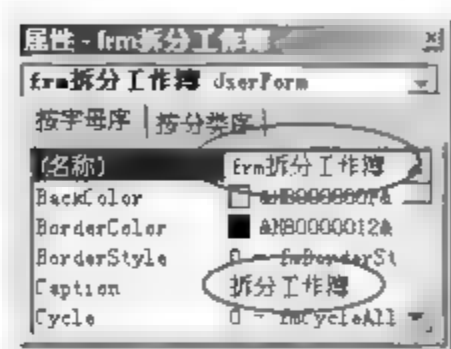 属性 - frm拆分工作簿
frm拆分工作簿 UserForm
按字母序 按分类序
(名称) frm拆分工作簿
BackColor &H8000000F&
BorderColor &H80000012&
BorderStyle 0 - fmBorderSt
Caption 拆分工作簿
Cycle 0 - fmCycleAll